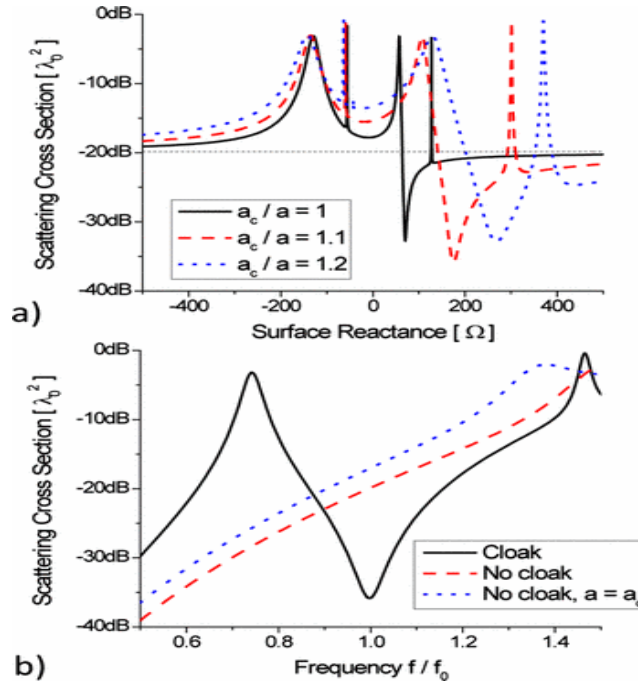 0dB
-10dB
-20dB
-30dB
-40dB
Scattering Cross Section [ λ₀² ]
a_c / a = 1
a_c / a = 1.1
a_c / a = 1.2
-400 -200 0 200 400
Surface Reactance [ Ω ]
a)
0dB
-10dB
-20dB
-30dB
-40dB
Scattering Cross Section [ λ₀² ]
Cloak
No cloak
No cloak, a = a
0.6 0.8 1.0 1.2 1.4
Frequency f / f₀
b)